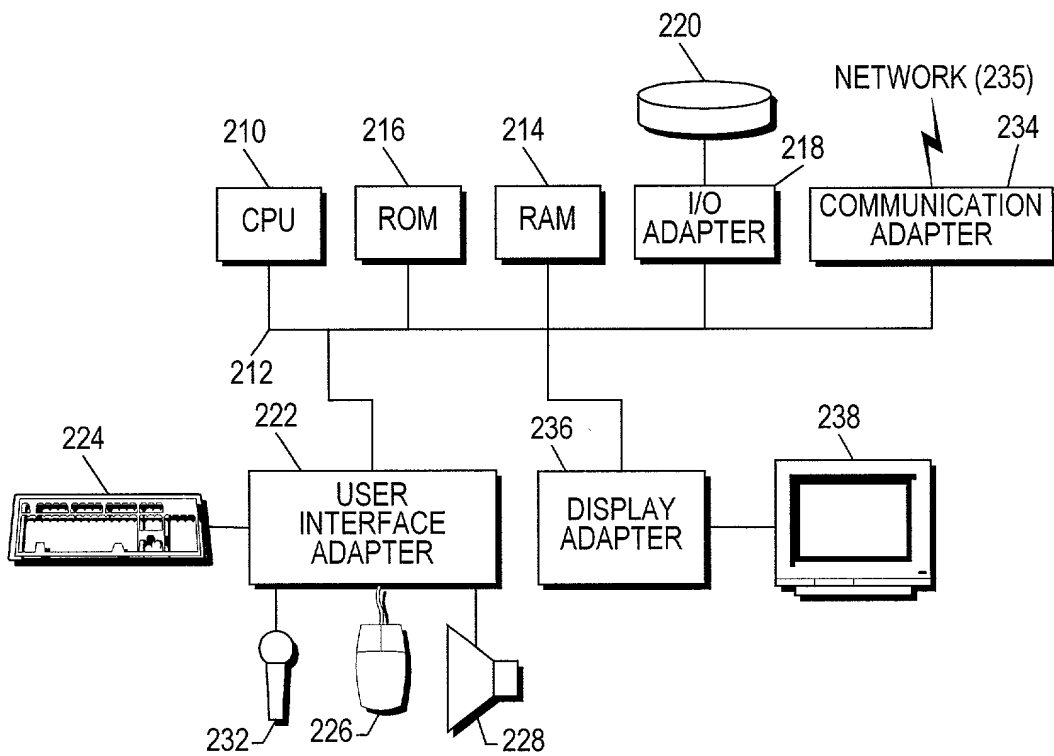 220
NETWORK (235)
210
216
214
218
234
CPU
ROM
RAM
I/O
ADAPTER
COMMUNICATION
ADAPTER
212
222
224
236
238
USER
INTERFACE
ADAPTER
DISPLAY
ADAPTER
232
226
228